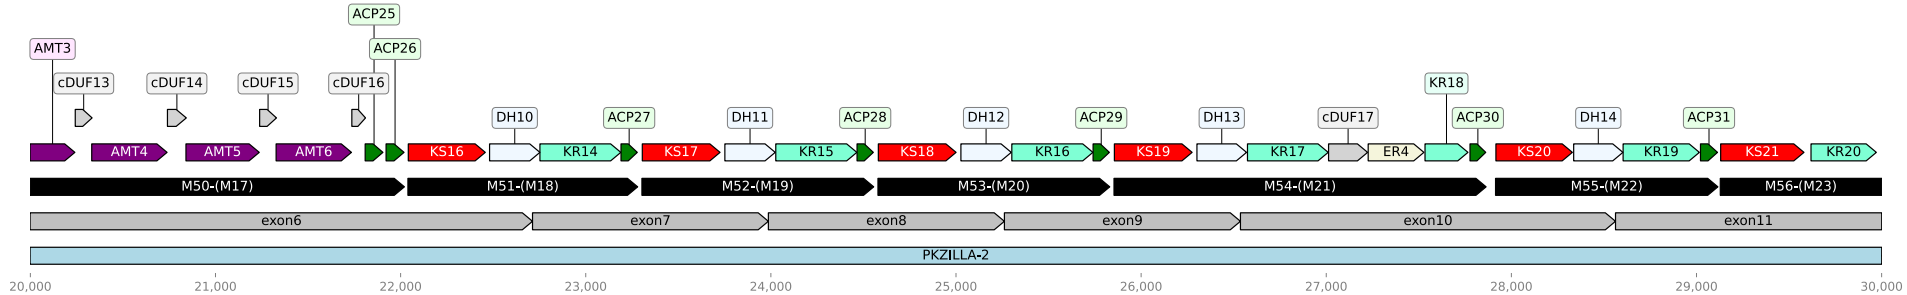 ACP25
AMT3 ACP26
cDUF13 cDUF14 cDUF15 cDUF16 KR18
DH10 ACP27 DH11 ACP28 DH12 ACP29 DH13 cDUF17 ACP30 DH14 ACP31
AMT4 AMT5 AMT6 KS16 KR14 KS17 KR15 KS18 KR16 KS19 KR17 ER4 KS20 KR19 KS21 KR20
M50-(M17) M51-(M18) M52-(M19) M53-(M20) M54-(M21) M55-(M22) M56-(M23)
exon6 exon7 exon8 exon9 exon10 exon11
PKZILLA-2
20,000 21,000 22,000 23,000 24,000 25,000 26,000 27,000 28,000 29,000 30,000